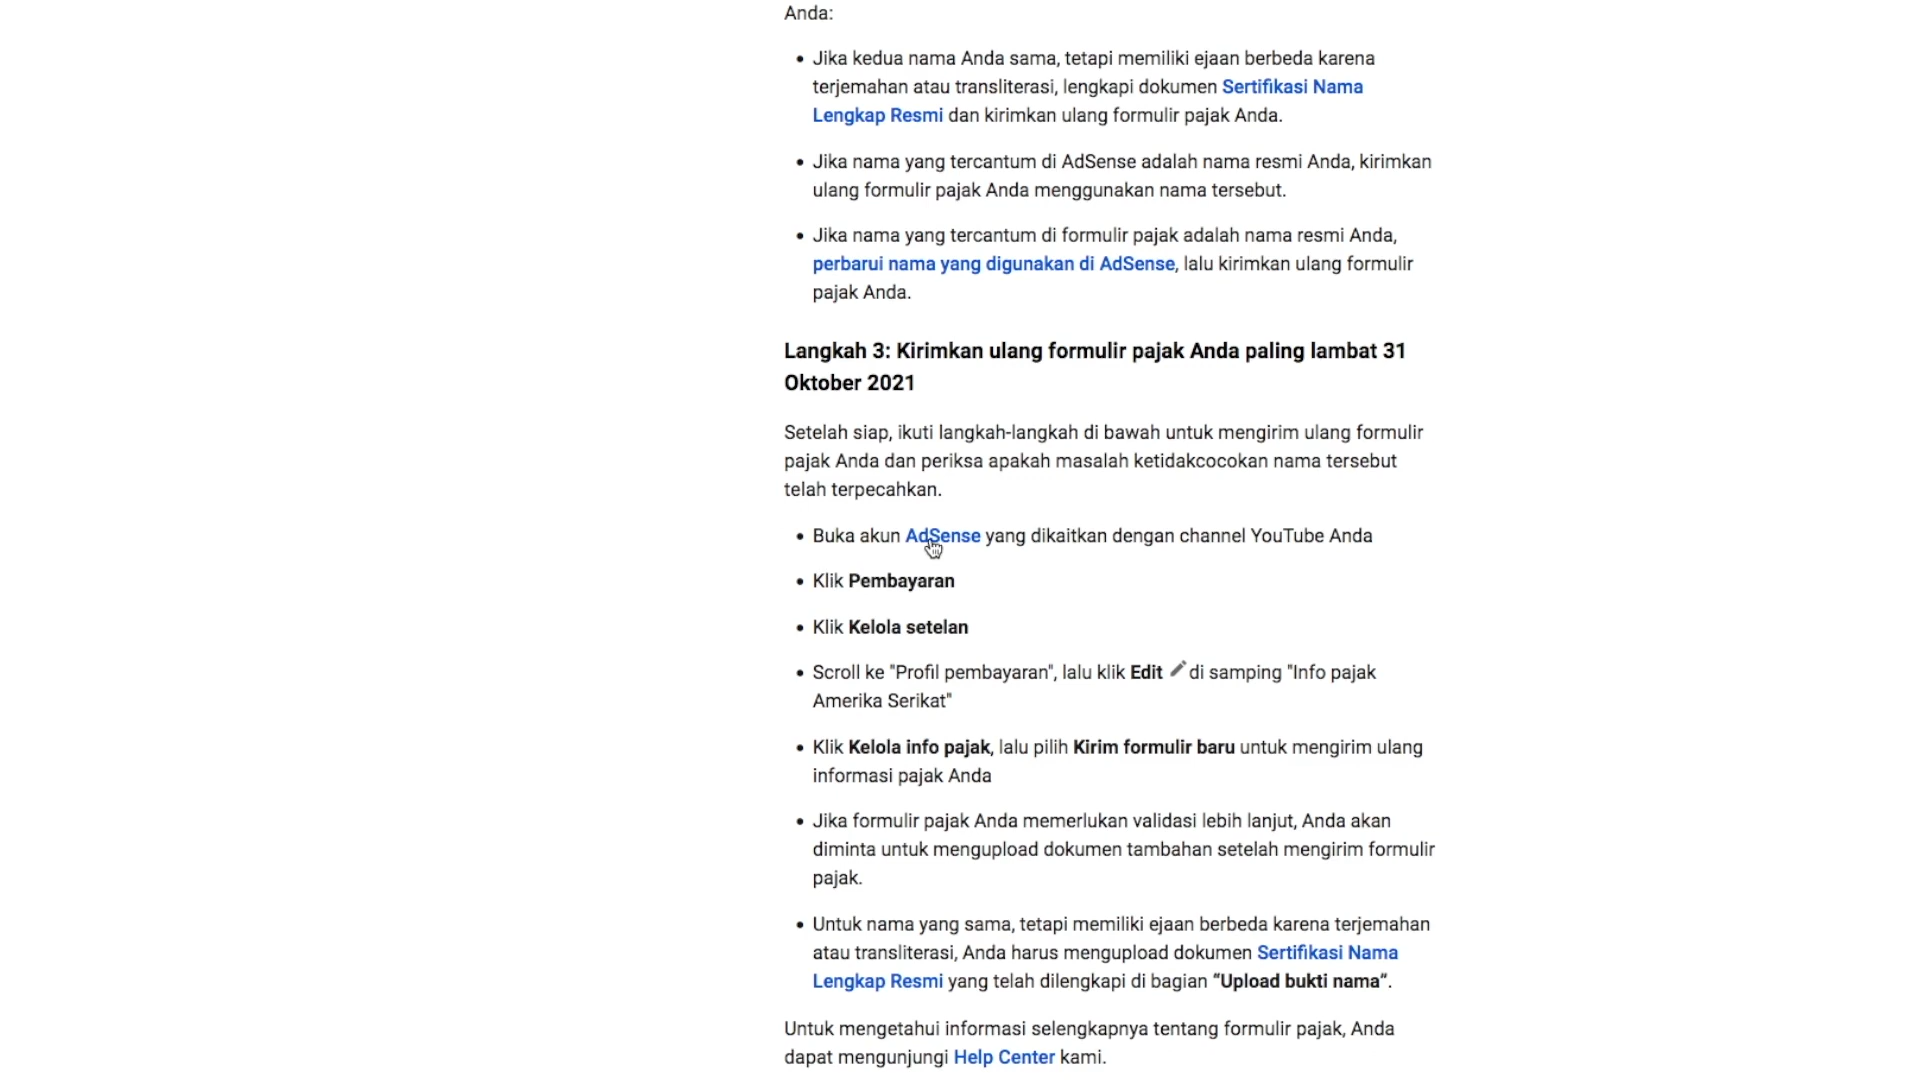 Anda:
Jika kedua nama Anda sama, tetapi memiliki ejaan berbeda karena
terjemahan atau transliterasi, lengkapi dokumen Sertifikasi Nama
Lengkap Resmi dan kirimkan ulang formulir pajak Anda.
Jika nama yang tercantum di AdSense adalah nama resmi Anda, kirimkan
ulang formulir pajak Anda menggunakan nama tersebut.
Jika nama yang tercantum di formulir pajak adalah nama resmi Anda,
perbarui nama yang digunakan di AdSense, lalu kirimkan ulang formulir
pajak Anda.
Langkah 3: Kirimkan ulang formulir pajak Anda paling lambat 31
Oktober 2021
Setelah siap, ikuti langkah-langkah di bawah untuk mengirim ulang formulir
pajak Anda dan periksa apakah masalah ketidakcocokan nama tersebut
telah terpecahkan.
Buka akun AdSense yang dikaitkan dengan channel YouTube Anda
Klik Pembayaran
Klik Kelola setelan
Scroll ke "Profil pembayaran", lalu klik Edit di samping "Info pajak
Amerika Serikat"
Klik Kelola info pajak, lalu pilih Kirim formulir baru untuk mengirim ulang
informasi pajak Anda
Jika formulir pajak Anda memerlukan validasi lebih lanjut, Anda akan
diminta untuk mengupload dokumen tambahan setelah mengirim formulir
pajak.
Untuk nama yang sama, tetapi memiliki ejaan berbeda karena terjemahan
atau transliterasi, Anda harus mengupload dokumen Sertifikasi Nama
Lengkap Resmi yang telah dilengkapi di bagian “Upload bukti nama”.
Untuk mengetahui informasi selengkapnya tentang formulir pajak, Anda
dapat mengunjungi Help Center kami.